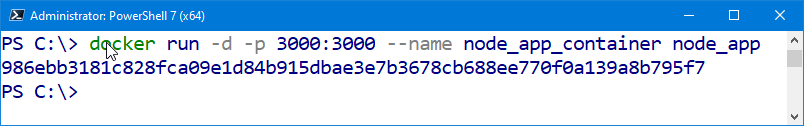 Administrator: PowerShell 7 (x64)
PS C:\> docker run -d -p 3000:3000 --name node_app_container node_app
986ebb3181c828fca09e1d84b915dbae3e7b3678cb688ee770f0a139a8b795f7
PS C:\>